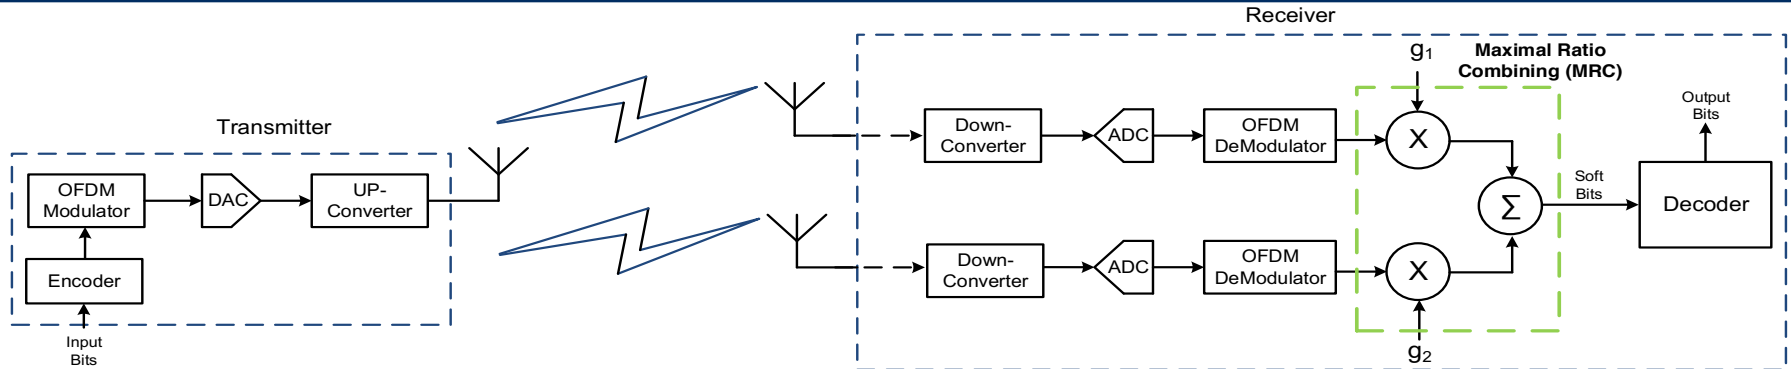 Receiver
Transmitter
Input
Bits
Encoder
OFDM
Modulator
DAC
UP-
Converter
Down-
Converter
ADC
OFDM
DeModulator
g₁
Maximal Ratio
Combining (MRC)
X
Down-
Converter
ADC
OFDM
DeModulator
X
g₂
Σ
Soft
Bits
Decoder
Output
Bits